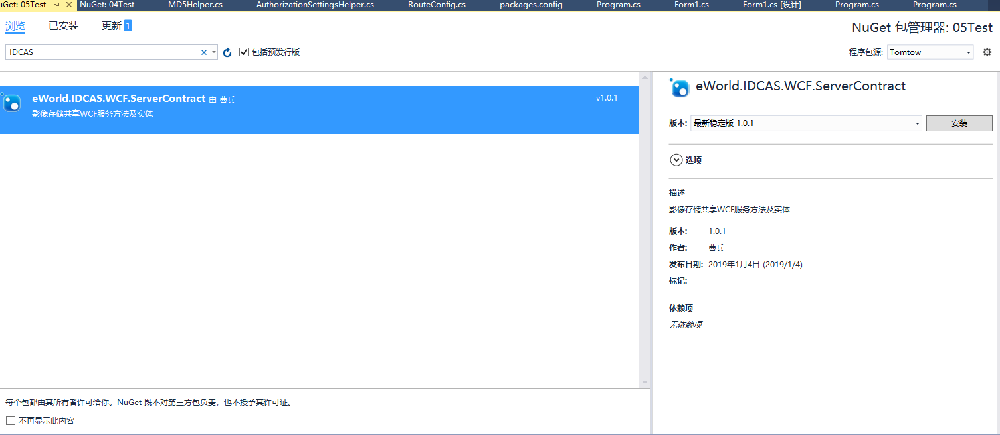 uGet: 05Test NuGet: 04Test MD5Helper.cs AuthorizationSettingsHelper.cs RouteConfig.cs packages.config Program.cs Form1.cs Form1.cs [设计] Program.cs Program.cs
浏览 已安装 更新 1
NuGet 包管理器: 05Test
IDCAS
包括预发行版
程序包源: Tomtow
eWorld.IDCAS.WCF.ServerContract 由 曹兵
v1.0.1
影像存储共享WCF服务方法及实体
eWorld.IDCAS.WCF.ServerContract
版本: 最新稳定版 1.0.1 安装
选项
描述
影像存储共享WCF服务方法及实体
版本: 1.0.1
作者: 曹兵
发布日期: 2019年1月4日 (2019/1/4)
标记:
依赖项
无依赖项
每个包都由其所有者许可给你。NuGet 既不对第三方包负责，也不授予其许可证。
不再显示此内容